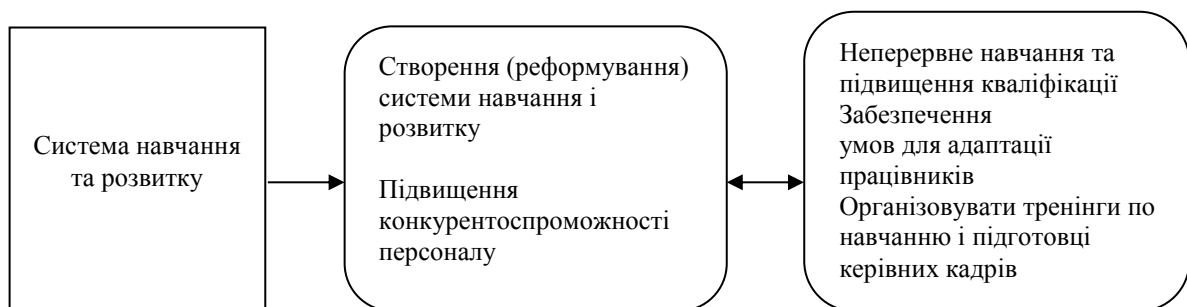 Система навчання
та розвитку
Створення (реформування)
системи навчання і
розвитку
Підвищення
конкурентоспроможності
персоналу
Неперервне навчання та
підвищення кваліфікації
Забезпечення
умов для адаптації
працівників
Організовувати тренінги по
навчанню і підготовці
керівних кадрів